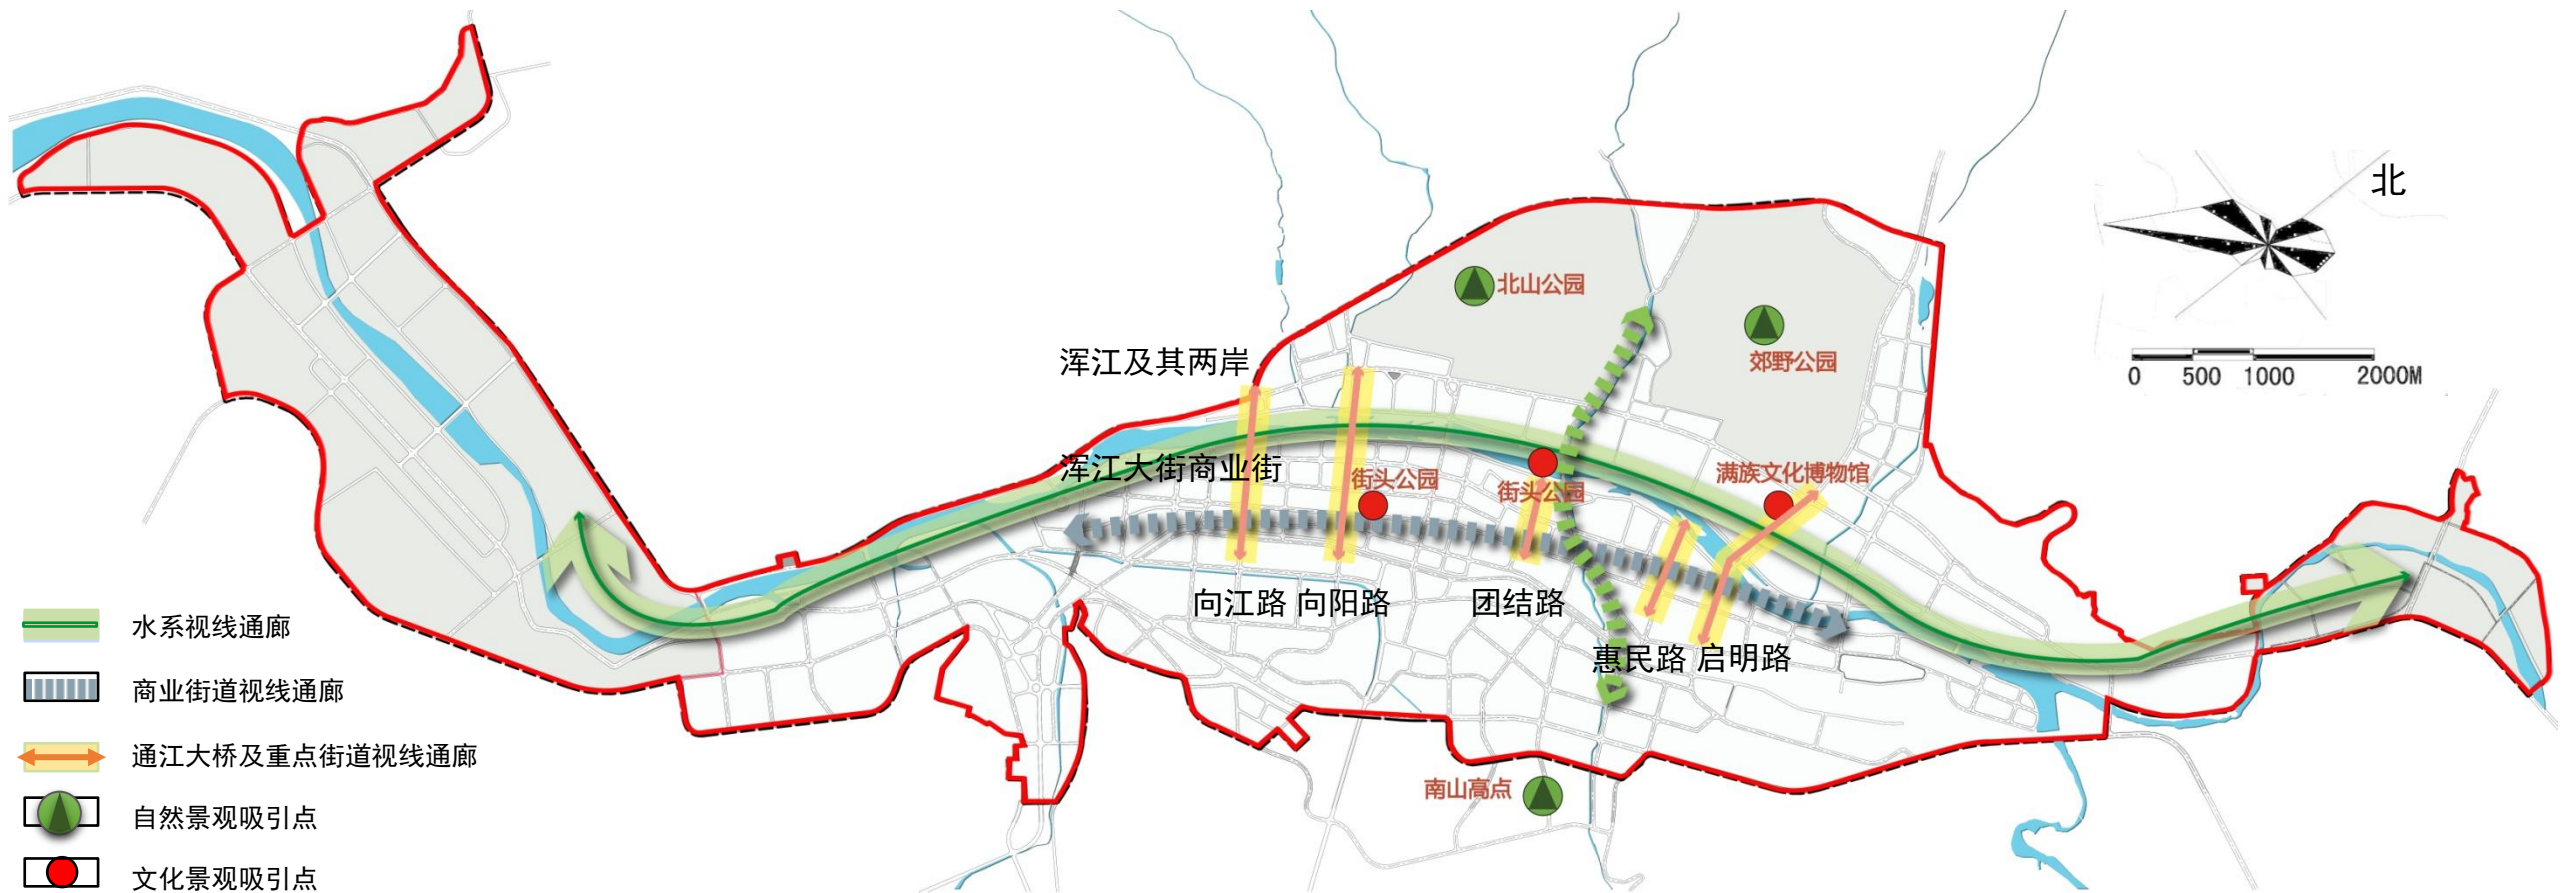 北
0 500 1000 2000M
北山公园
郊野公园
浑江及其两岸
浑江大街商业街
街头公园
街头公园
满族文化博物馆
向江路 向阳路 团结路
惠民路 启明路
南山高点
水系视线通廊
商业街道视线通廊
通江大桥及重点街道视线通廊
自然景观吸引点
文化景观吸引点